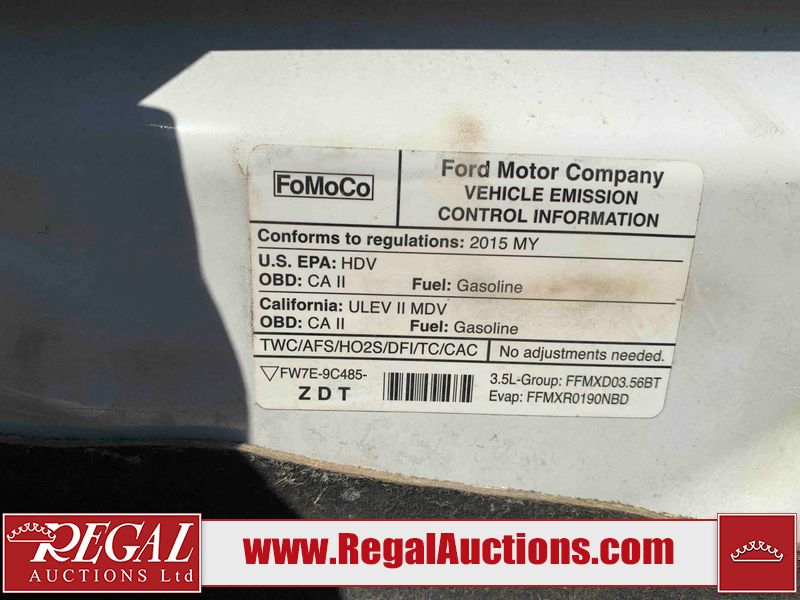 FoMoCo
Ford Motor Company
VEHICLE EMISSION
CONTROL INFORMATION
Conforms to regulations: 2015 MY
U.S. EPA: HDV
OBD: CA II Fuel: Gasoline
California: ULEV II MDV
OBD: CA II Fuel: Gasoline
TWC/AFS/HO2S/DFI/TC/CAC No adjustments needed.
FW7E-9C485-
ZDT
3.5L-Group: FFMXD03.56BT
Evap: FFMXR0190NBD
REGAL
AUCTIONS Ltd
www.RegalAuctions.com